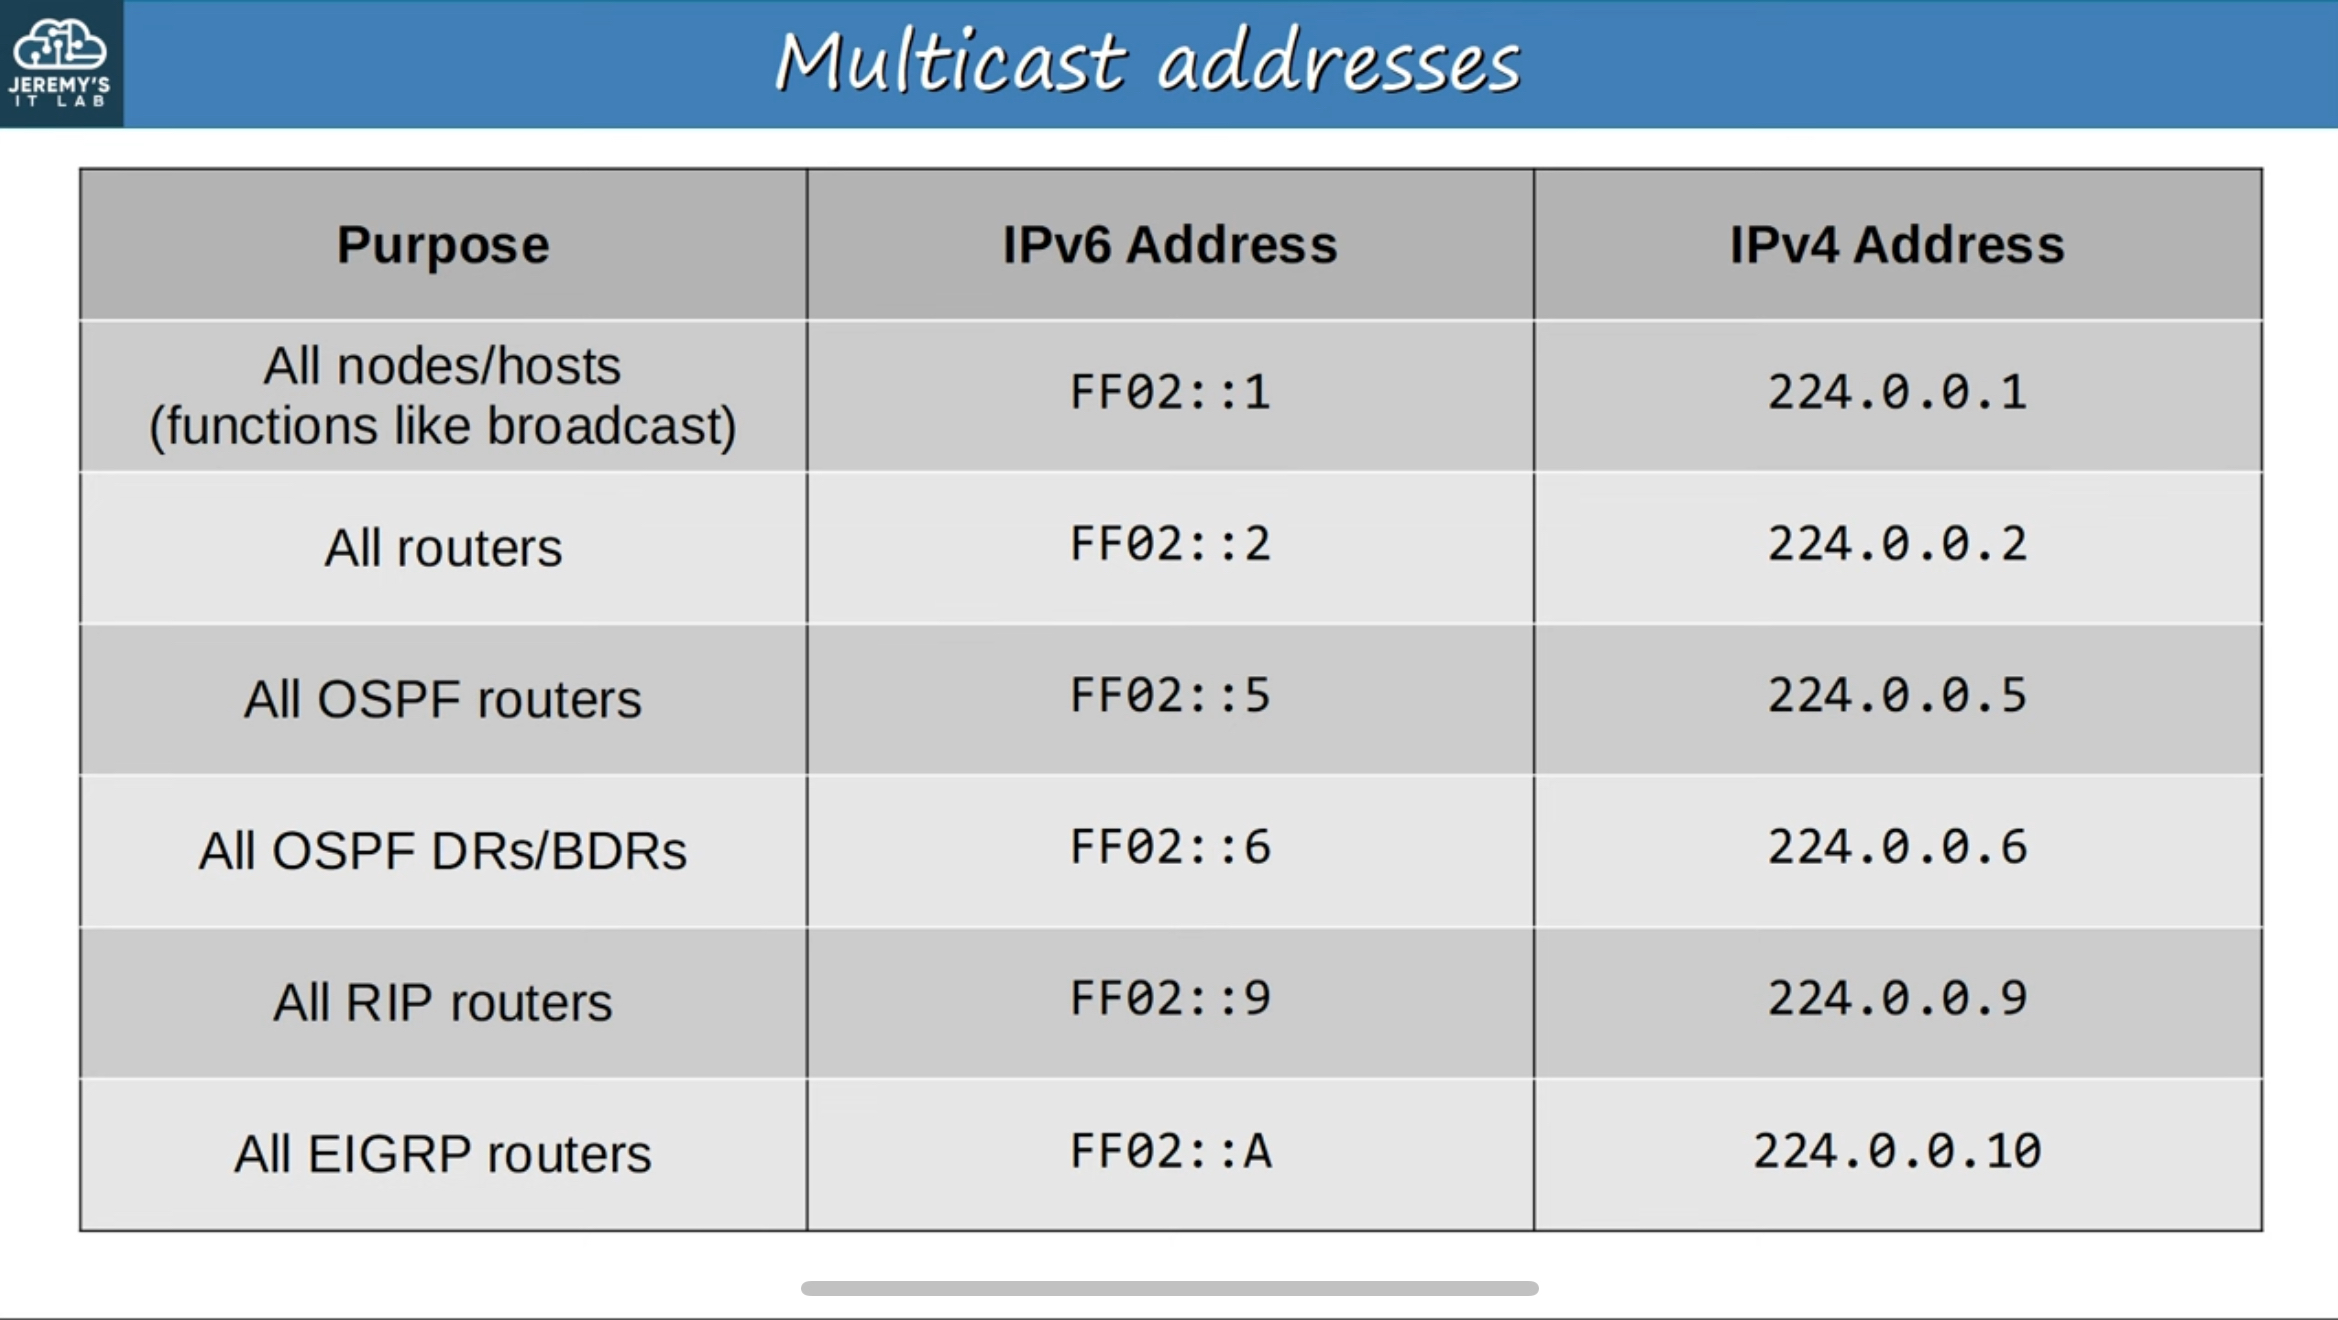 JEREMY'S
IT LAB
Multicast addresses
Purpose IPv6 Address IPv4 Address
All nodes/hosts
(functions like broadcast) FF02::1 224.0.0.1
All routers FF02::2 224.0.0.2
All OSPF routers FF02::5 224.0.0.5
All OSPF DRs/BDRs FF02::6 224.0.0.6
All RIP routers FF02::9 224.0.0.9
All EIGRP routers FF02::A 224.0.0.10